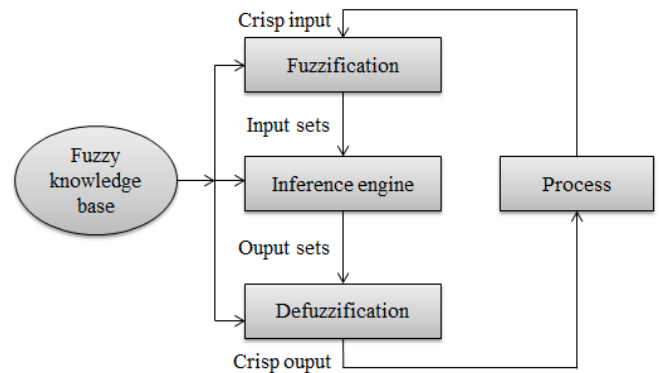 Crisp input
Fuzzification
Input sets
Fuzzy
knowledge
base
Inference engine
Process
Ouput sets
Defuzzification
Crisp ouput